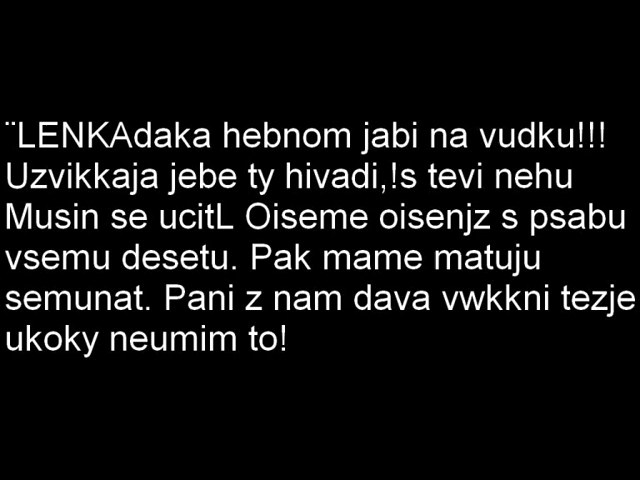 ¨LENKAdaka hebnom jabi na vudku!!!
Uzvikkaja jebe ty hivadi,!s tevi nehu
Musin se ucitL Oiseme oisenjz s psabu
vsemu desetu. Pak mame matuju
semunat. Pani z nam dava vwkkni tezje
ukoky neumim to!